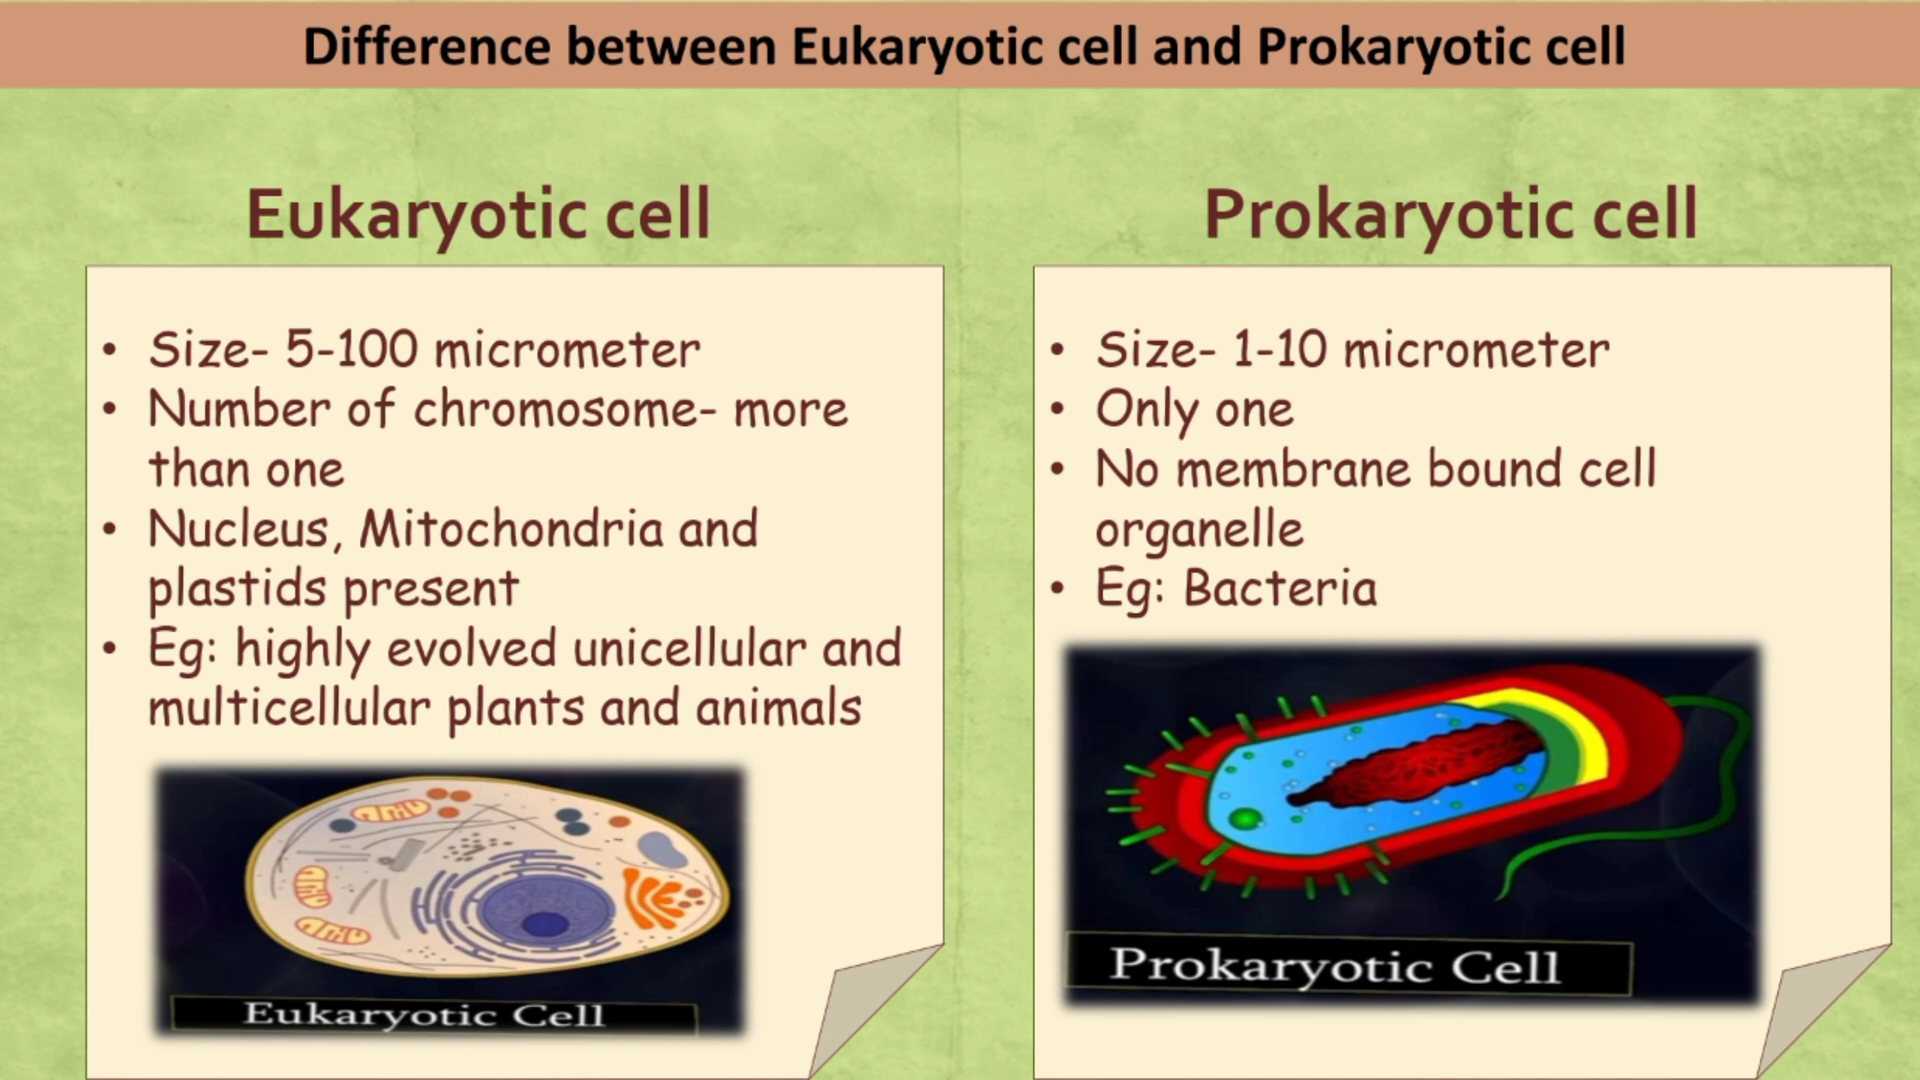 Difference between Eukaryotic cell and Prokaryotic cell
Eukaryotic cell
• Size- 5-100 micrometer
• Number of chromosome- more
than one
• Nucleus, Mitochondria and
plastids present
• Eg: highly evolved unicellular and
multicellular plants and animals
Eukaryotic Cell
Prokaryotic cell
• Size- 1-10 micrometer
• Only one
• No membrane bound cell
organelle
• Eg: Bacteria
Prokaryotic Cell